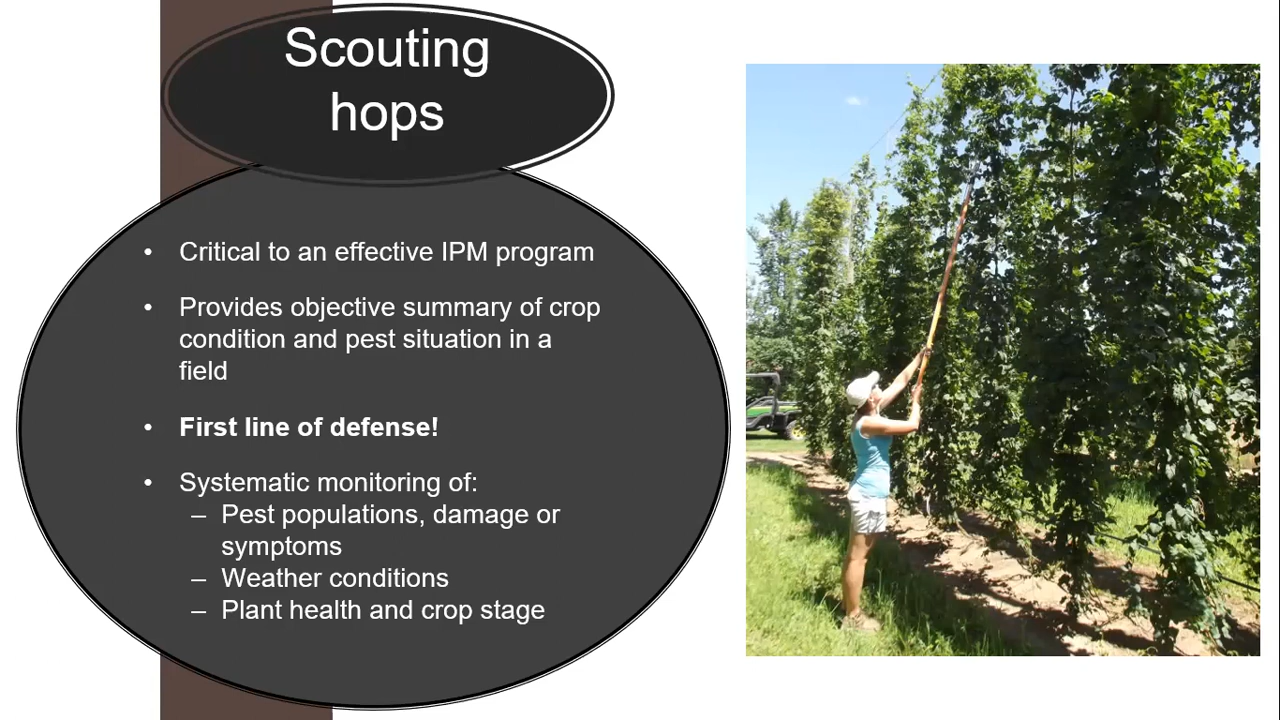 Scouting
hops
• Critical to an effective IPM program
• Provides objective summary of crop
condition and pest situation in a
field
• First line of defense!
• Systematic monitoring of:
– Pest populations, damage or
symptoms
– Weather conditions
– Plant health and crop stage